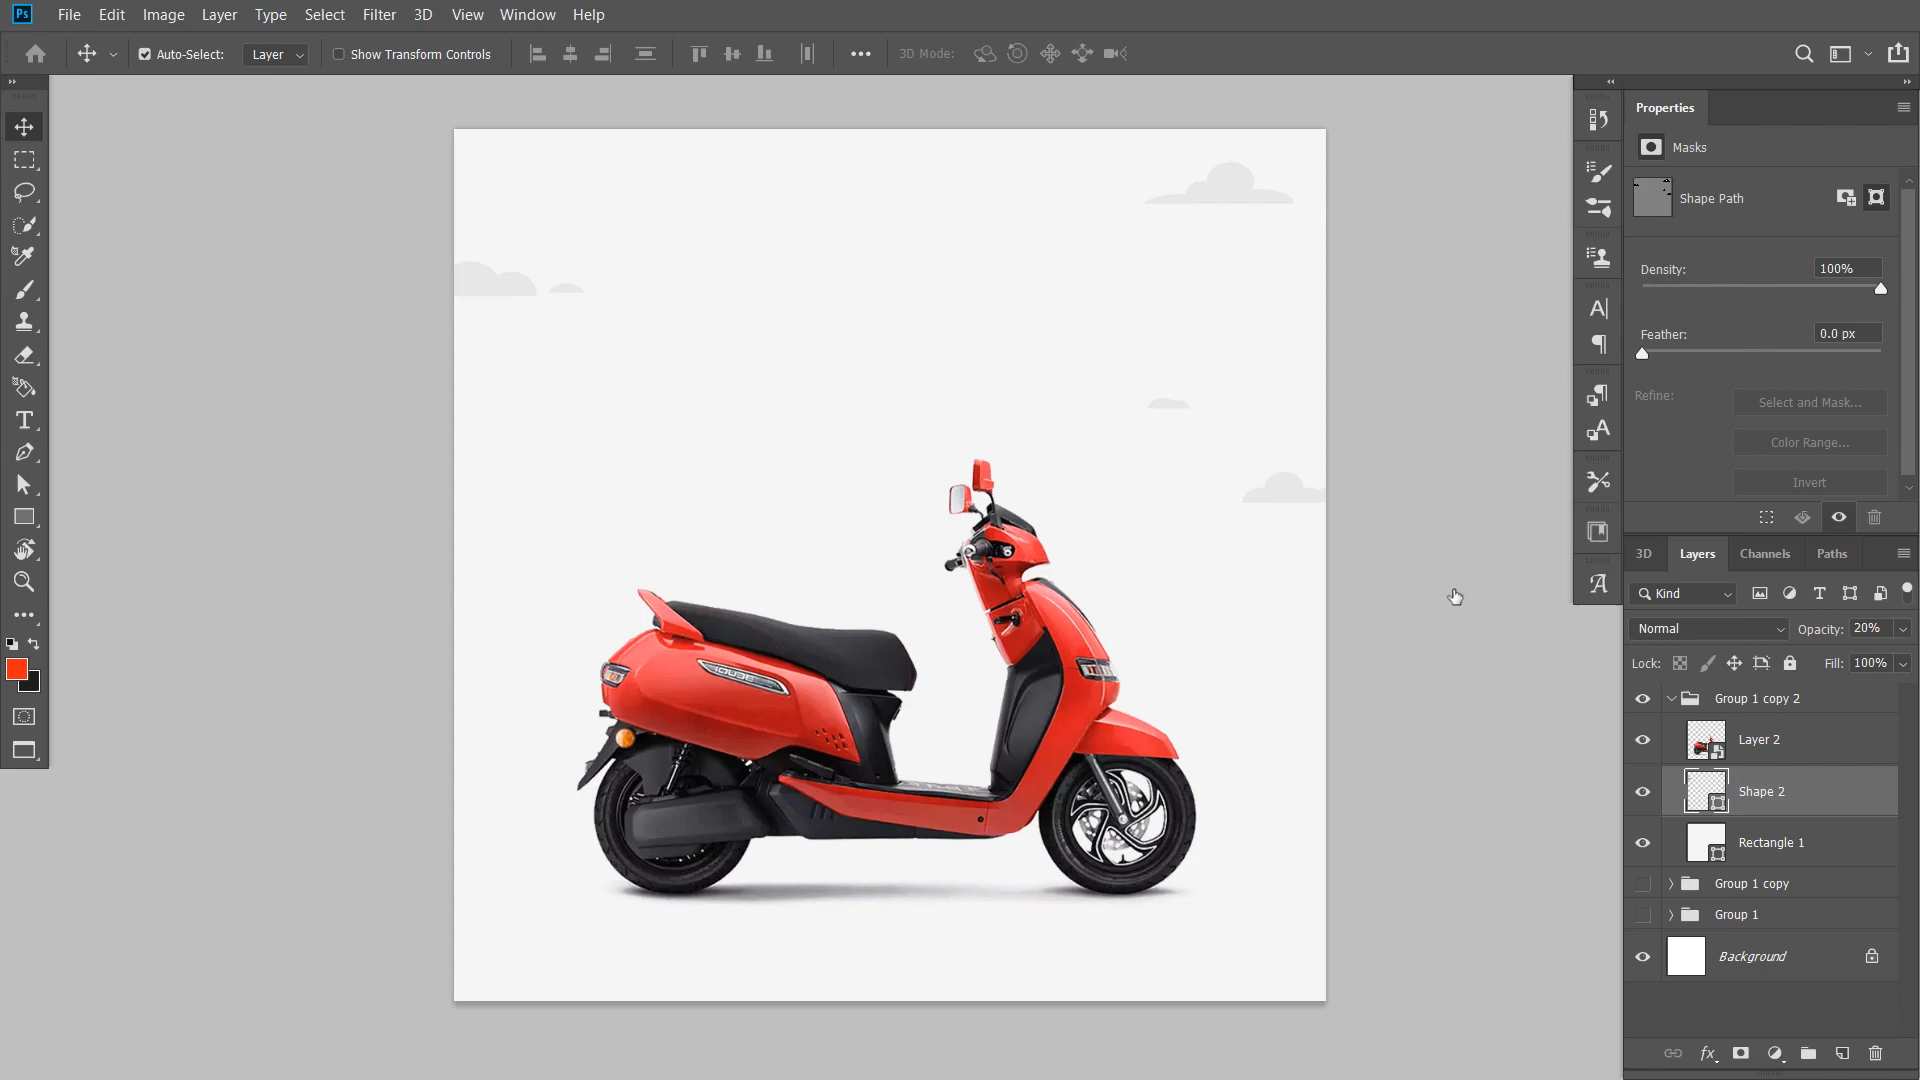 Ps File Edit Image Layer Type Select Filter 3D View Window Help
Auto-Select: Layer Show Transform Controls 3D Mode:
Properties
Masks
Shape Path
Density: 100%
Feather: 0.0 px
Refine: Select and Mask...
Color Range...
Invert
3D Layers Channels Paths
Kind
Normal Opacity: 20%
Lock: Fill: 100%
Group 1 copy 2
Layer 2
Shape 2
Rectangle 1
Group 1 copy
Group 1
Background
fx
iQUBE